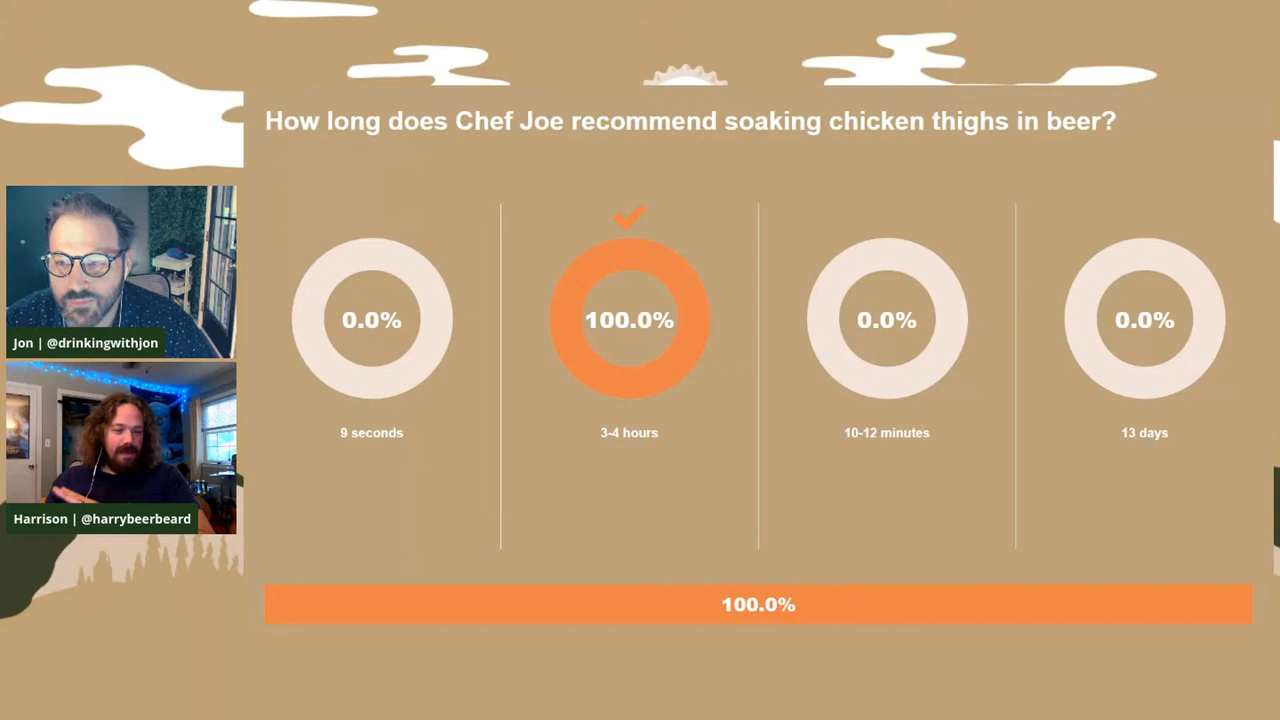 How long does Chef Joe recommend soaking chicken thighs in beer?
Jon | @drinkingwithjon
Harrison | @harrybeerbeard
0.0%
100.0%
0.0%
0.0%
9 seconds
3-4 hours
10-12 minutes
13 days
100.0%